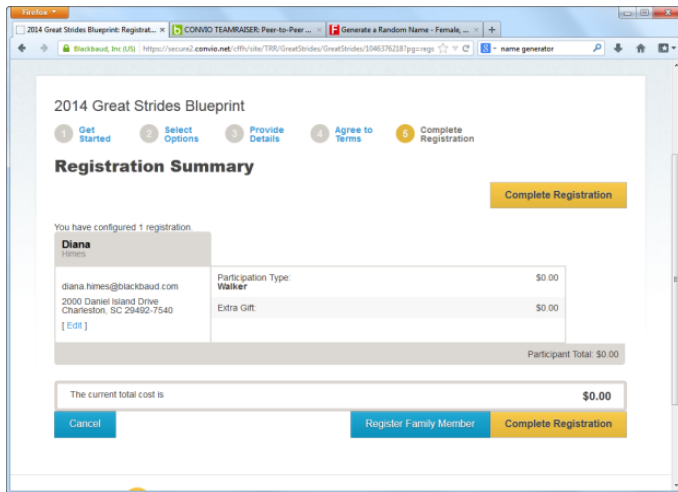 Firefox
2014 Great Strides Blueprint: Registrat...
CONVIO TEAMRAISER: Peer-to-Peer ...
Generate a Random Name - Female, ...
Blackbaud, Inc (US)
https://secure2.convio.net/cffh/site/TRR/GreatStrides/GreatStrides/1046376218?pg=regs
name generator
2014 Great Strides Blueprint
1 Get Started
2 Select Options
3 Provide Details
4 Agree to Terms
5 Complete Registration
Registration Summary
Complete Registration
You have configured 1 registration.
Diana
Himes
diana.himes@blackbaud.com
2000 Daniel Island Drive
Charleston, SC 29492-7540
[ Edit ]
Participation Type: $0.00
Walker
Extra Gift: $0.00
Participant Total: $0.00
The current total cost is $0.00
Cancel
Register Family Member
Complete Registration